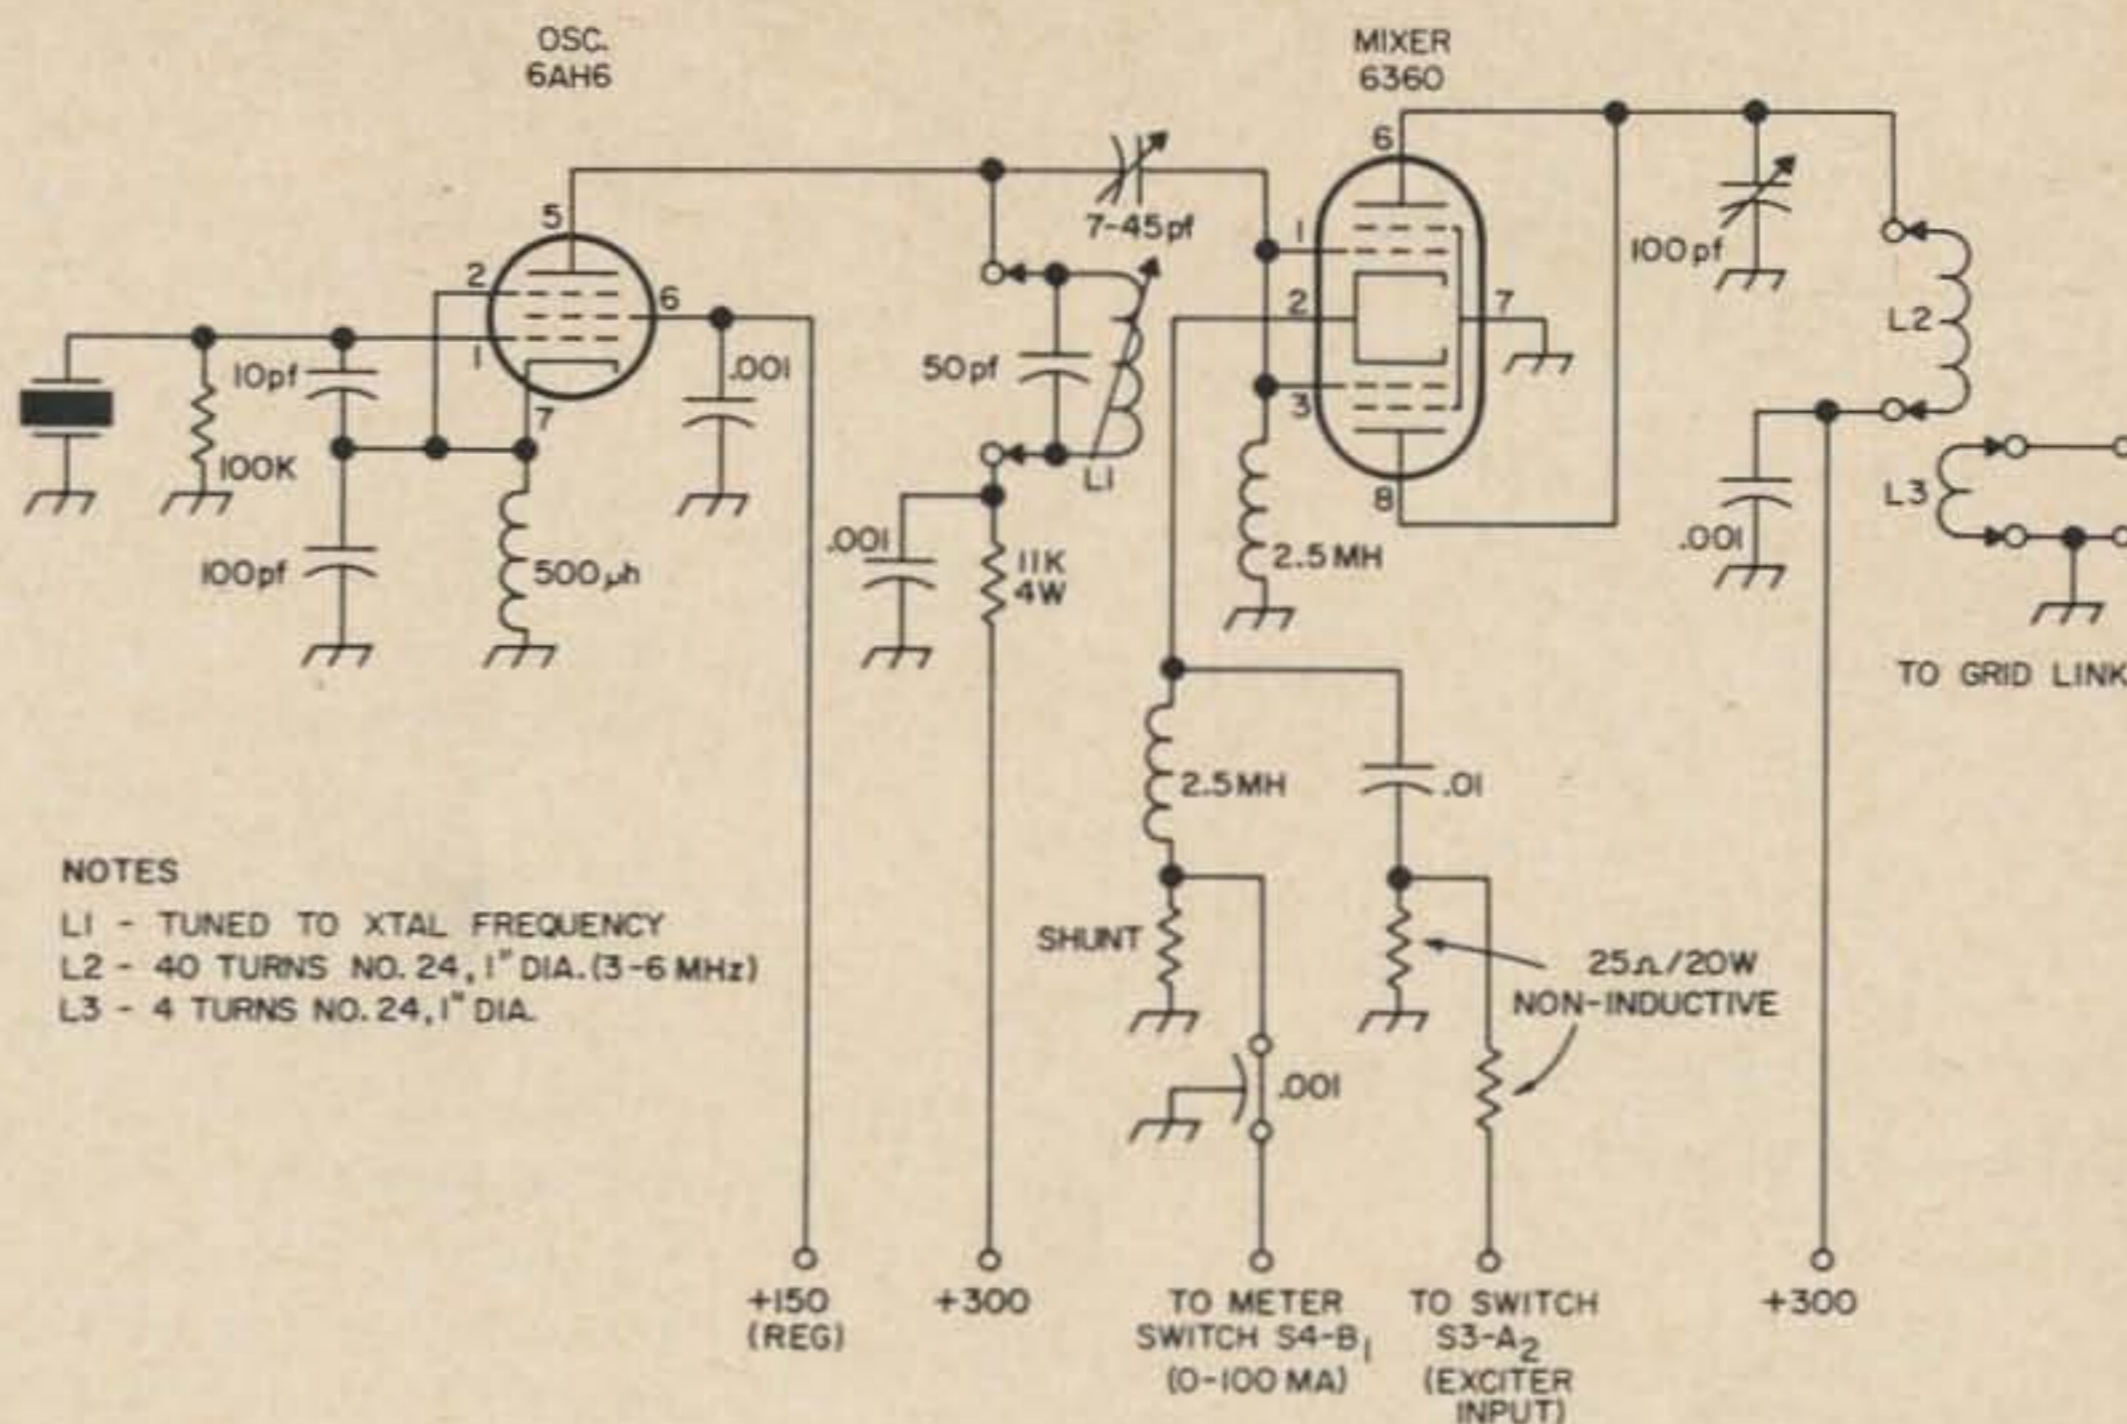 OSC.
6AH6
MIXER
6360
5
2
6
1
7
10pf
100K
100pf
500μh
.001
7-45pf
50pf
L1
.001
11K
4W
6
1
2
7
3
8
2.5MH
100pf
L2
L3
.001
TO GRID LINK
2.5MH
.01
SHUNT
25Ω/20W
NON-INDUCTIVE
.001
NOTES
L1 - TUNED TO XTAL FREQUENCY
L2 - 40 TURNS NO. 24, 1" DIA. (3-6 MHz)
L3 - 4 TURNS NO. 24, 1" DIA.
+150
(REG)
+300
TO METER
SWITCH S4-B1
(0-100 MA)
TO SWITCH
S3-A2
(EXCITER
INPUT)
+300